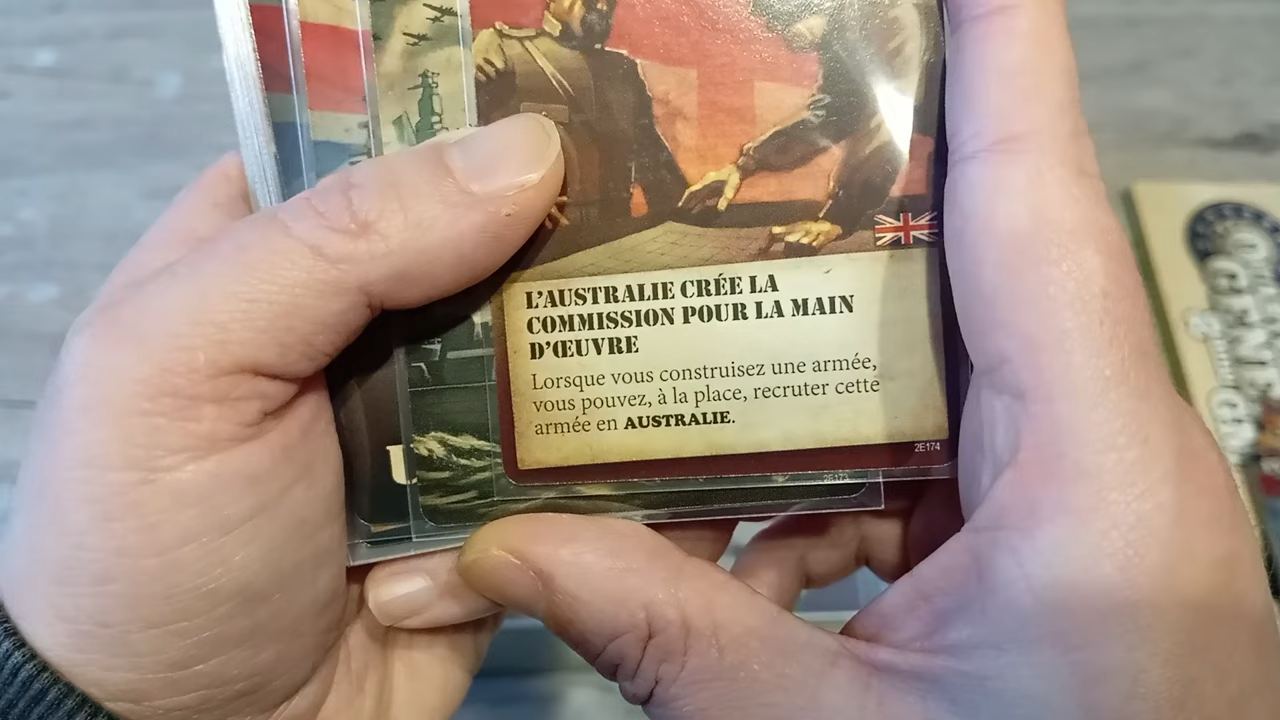 L'AUSTRALIE CRÉE LA
COMMISSION POUR LA MAIN
D'ŒUVRE
Lorsque vous construisez une armée,
vous pouvez, à la place, recruter cette
armée en AUSTRALIE.
2E174
2E173